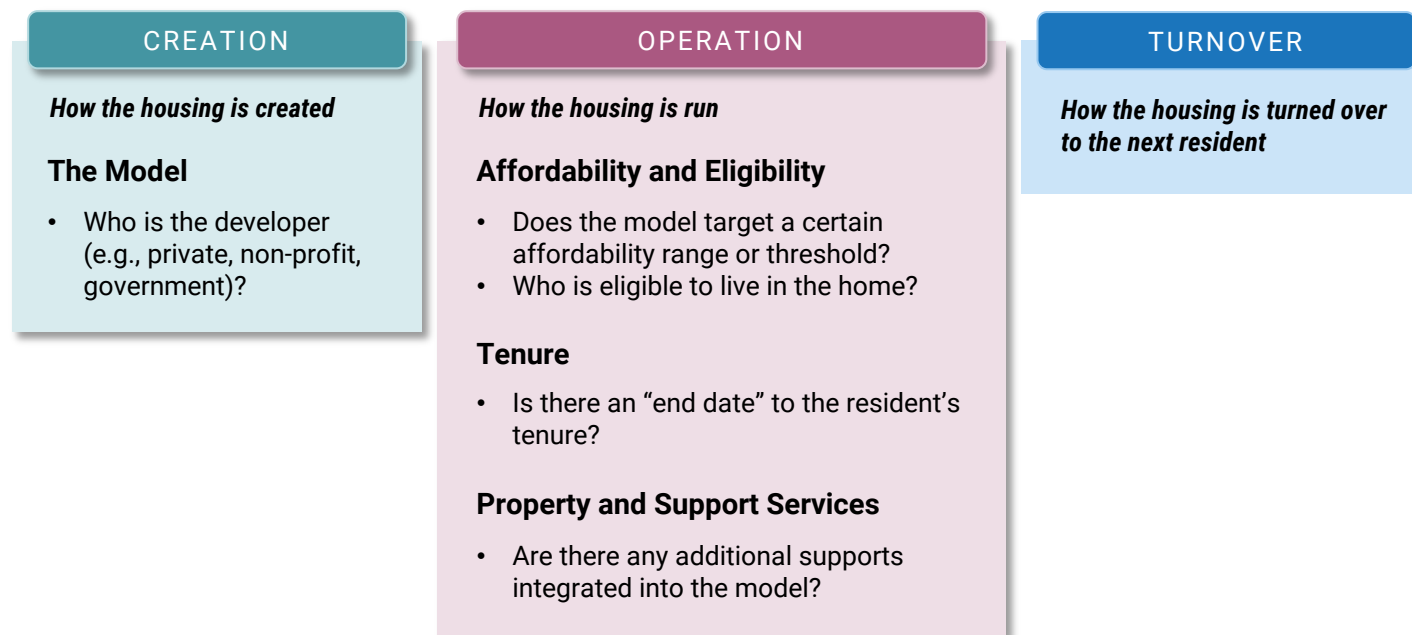 CREATION
How the housing is created
The Model
• Who is the developer
(e.g., private, non-profit,
government)?
OPERATION
How the housing is run
Affordability and Eligibility
• Does the model target a certain
affordability range or threshold?
• Who is eligible to live in the home?
Tenure
• Is there an “end date” to the resident’s
tenure?
Property and Support Services
• Are there any additional supports
integrated into the model?
TURNOVER
How the housing is turned over
to the next resident